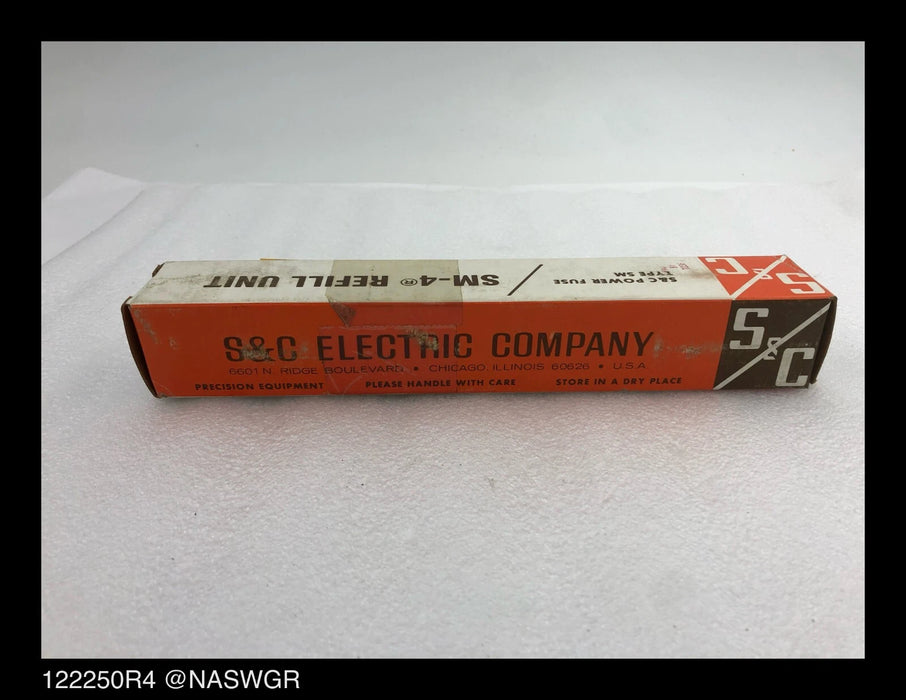 SM-4® REFILL UNIT
S&C POWER FUSE
TYPE SM
S&C
S&C ELECTRIC COMPANY
6601 N. RIDGE BOULEVARD • CHICAGO, ILLINOIS 60626 • U.S.A.
PRECISION EQUIPMENT PLEASE HANDLE WITH CARE STORE IN A DRY PLACE
S&C
122250R4 @NASWGR